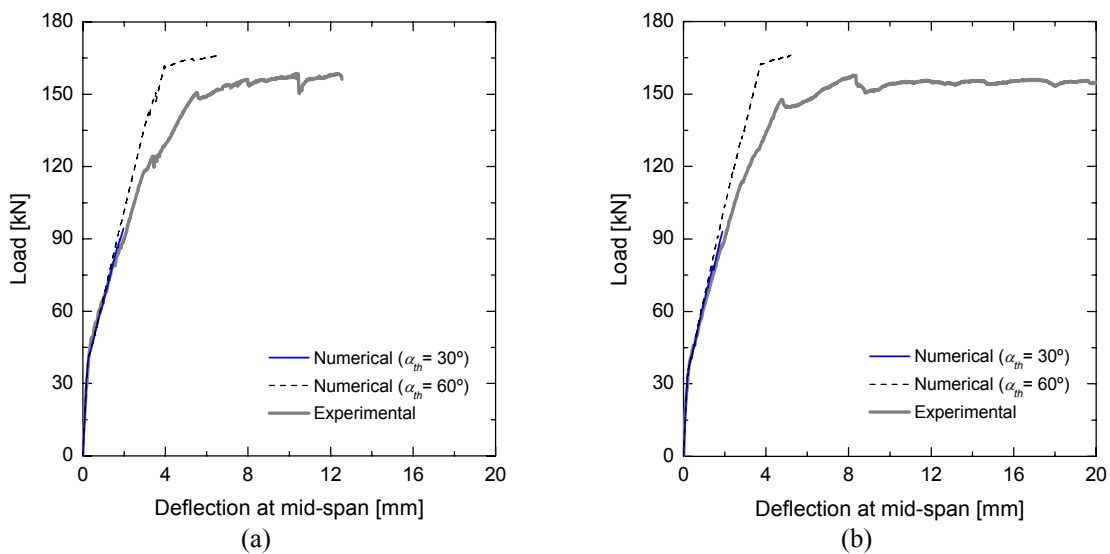 180
150
120
90
60
30
0
Load [kN]
Numerical (αth= 30º)
Numerical (αth= 60º)
Experimental
0 4 8 12 16 20
Deflection at mid-span [mm]
(a)
180
150
120
90
60
30
0
Load [kN]
Numerical (αth= 30º)
Numerical (αth= 60º)
Experimental
0 4 8 12 16 20
Deflection at mid-span [mm]
(b)